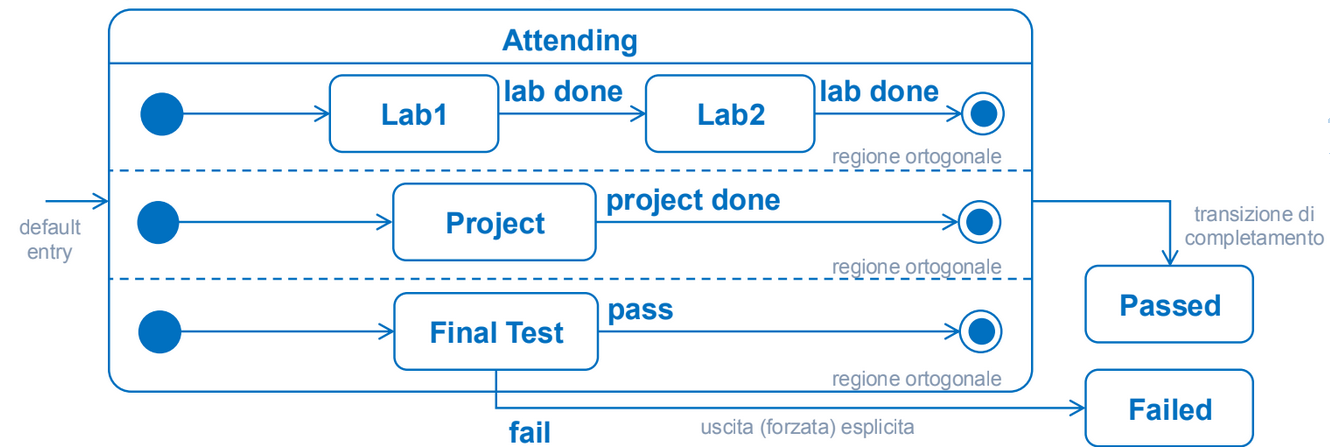 Attending
Lab1
lab done
Lab2
lab done
regione ortogonale
default
entry
Project
project done
regione ortogonale
transizione di
completamento
Final Test
pass
regione ortogonale
Passed
fail
uscita (forzata) esplicita
Failed